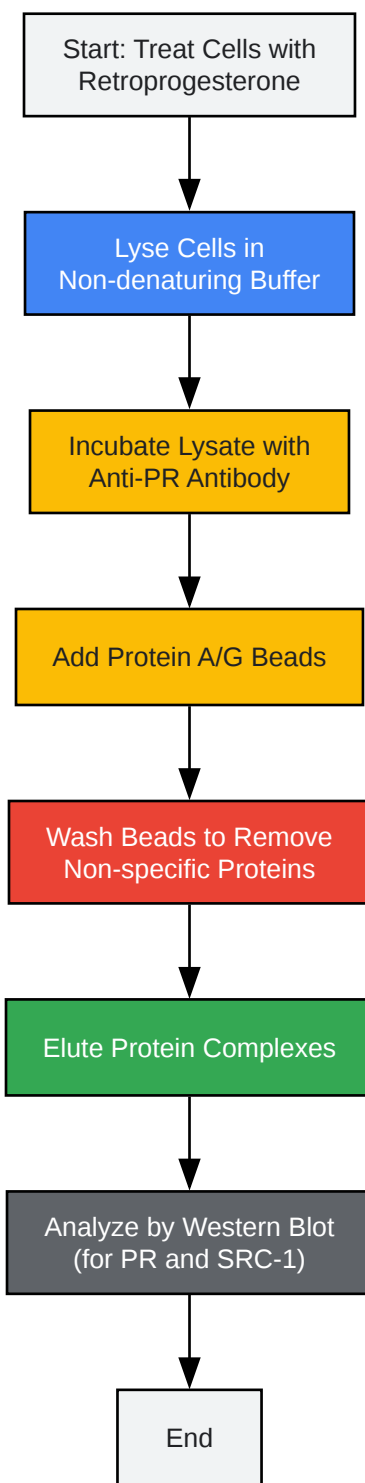 Start: Treat Cells with
Retroprogesterone
Lyse Cells in
Non-denaturing Buffer
Incubate Lysate with
Anti-PR Antibody
Add Protein A/G Beads
Wash Beads to Remove
Non-specific Proteins
Elute Protein Complexes
Analyze by Western Blot
(for PR and SRC-1)
End